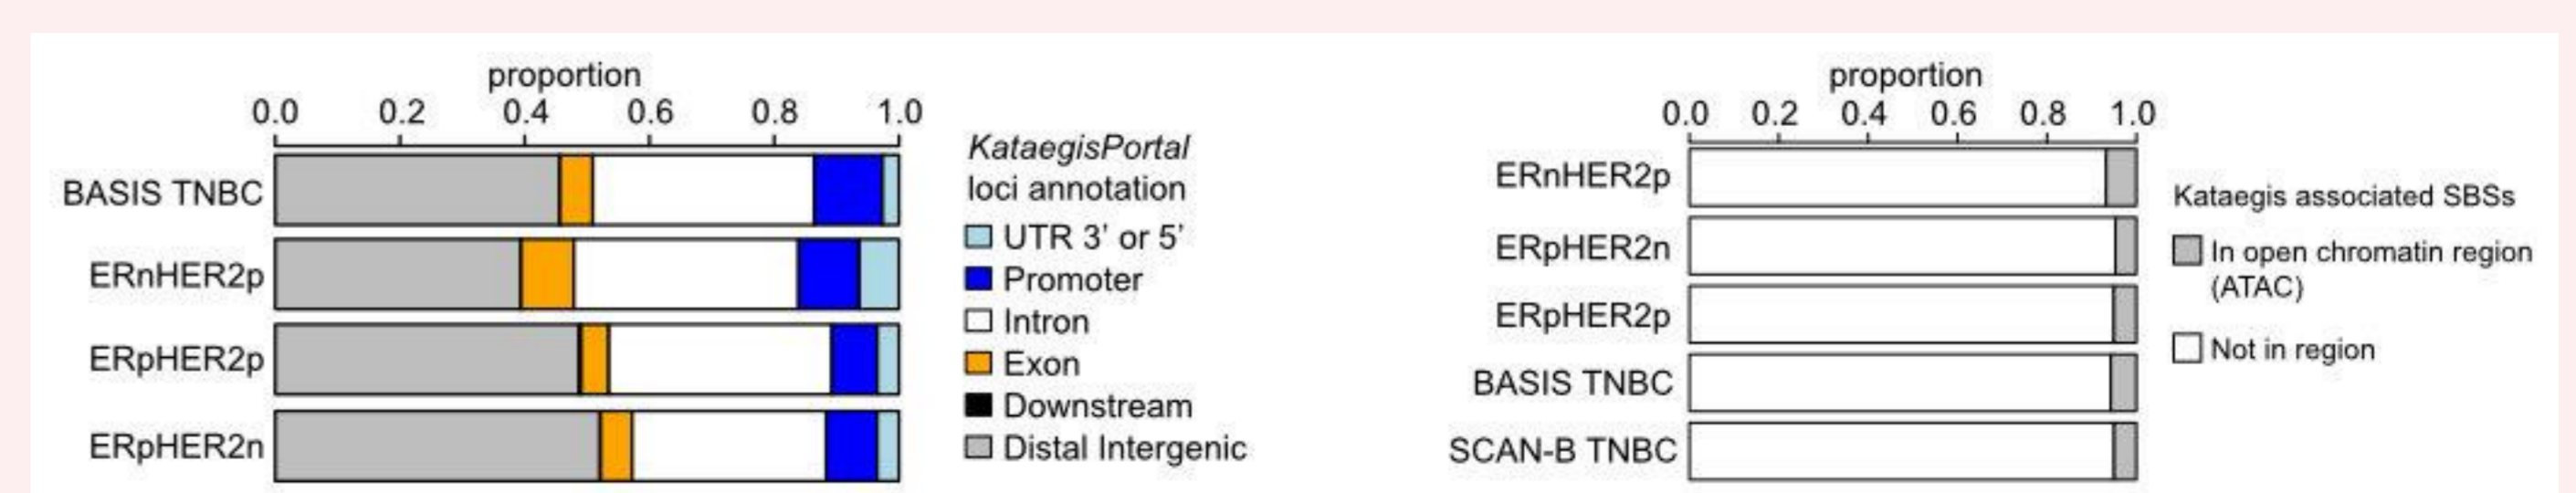 proportion
0.0 0.2 0.4 0.6 0.8 1.0
BASIS TNBC
ERnHER2p
ERpHER2p
ERpHER2n
KataegisPortal
loci annotation
UTR 3’ or 5’
Promoter
Intron
Exon
Downstream
Distal Intergenic
proportion
0.0 0.2 0.4 0.6 0.8 1.0
ERnHER2p
ERpHER2n
ERpHER2p
BASIS TNBC
SCAN-B TNBC
Kataegis associated SBSs
In open chromatin region
(ATAC)
Not in region